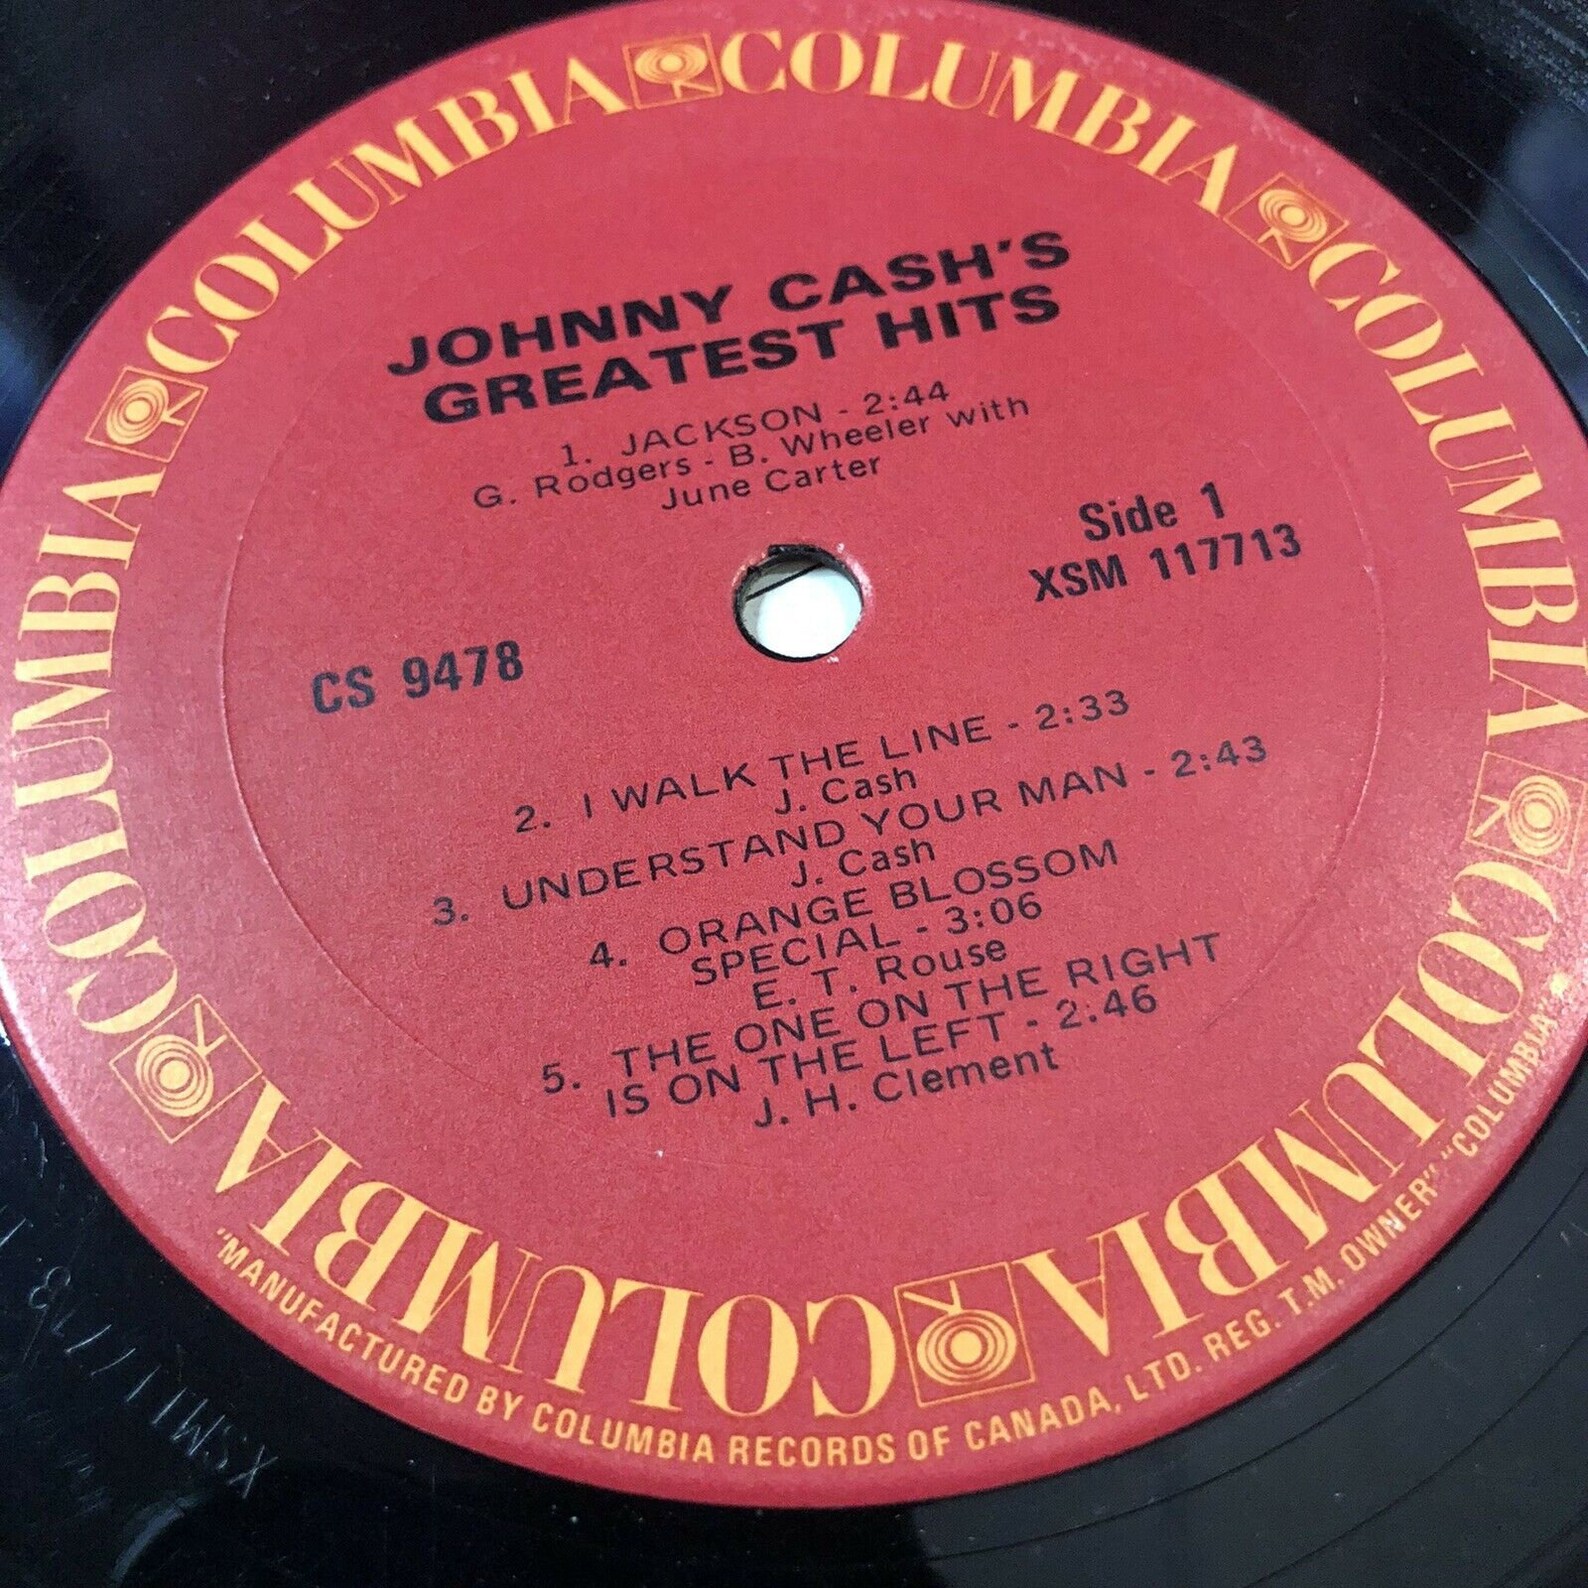 COLUMBIA COLUMBIA COLUMBIA COLUMBIA COLUMBIA COLUMBIA
JOHNNY CASH'S
GREATEST HITS
1. JACKSON - 2:44
G. Rodgers - B. Wheeler with
June Carter
Side 1
XSM 117713
CS 9478
2. I WALK THE LINE - 2:33
J. Cash
3. UNDERSTAND YOUR MAN - 2:43
J. Cash
4. ORANGE BLOSSOM
SPECIAL - 3:06
E. T. Rouse
5. THE ONE ON THE RIGHT
IS ON THE LEFT - 2:46
J. H. Clement
"MANUFACTURED BY COLUMBIA RECORDS OF CANADA, LTD. REG. T.M. OWNER" "COLUMBIA"